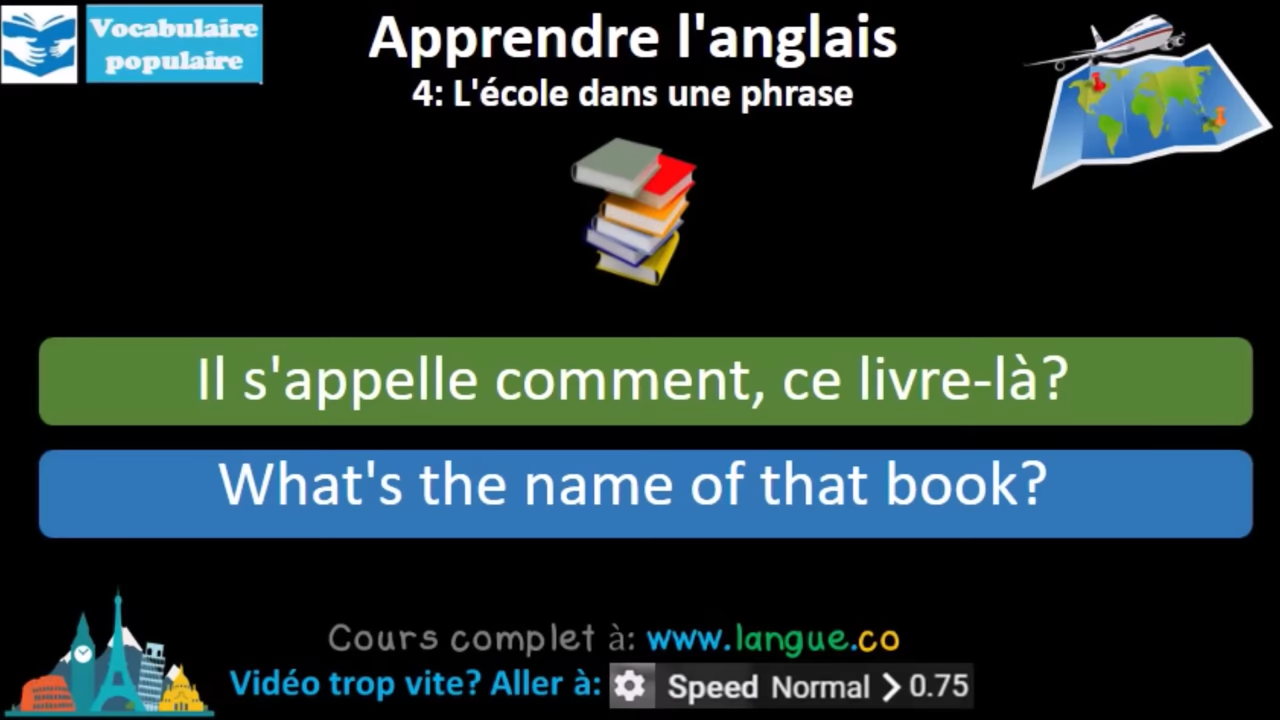 Vocabulaire
populaire
Apprendre l'anglais
4: L'école dans une phrase
Il s'appelle comment, ce livre-là?
What's the name of that book?
Cours complet à: www.langue.co
Vidéo trop vite? Aller à: Speed Normal > 0.75